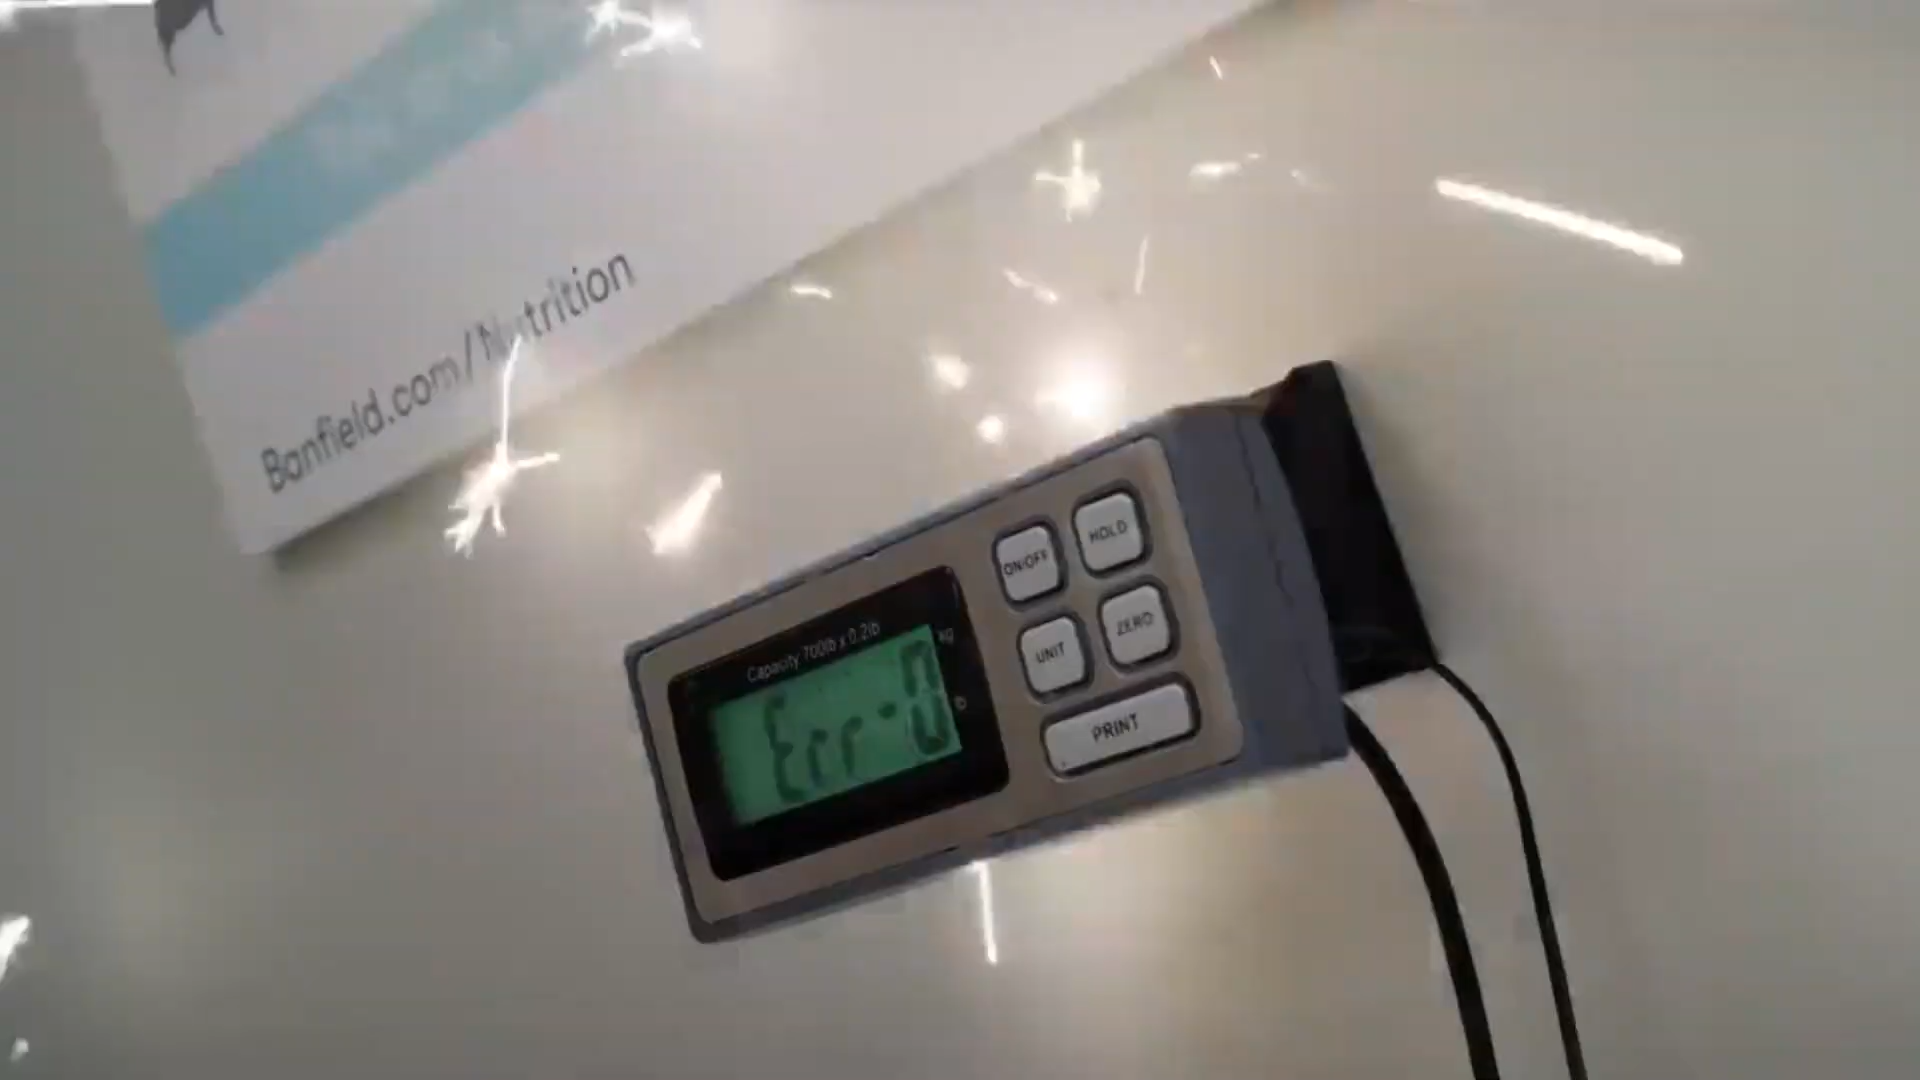 Banfield.com/Nutrition
Capacity 700lb x 0.2lb
kg
lb
Err-0
ON/OFF
HOLD
UNIT
ZERO
PRINT